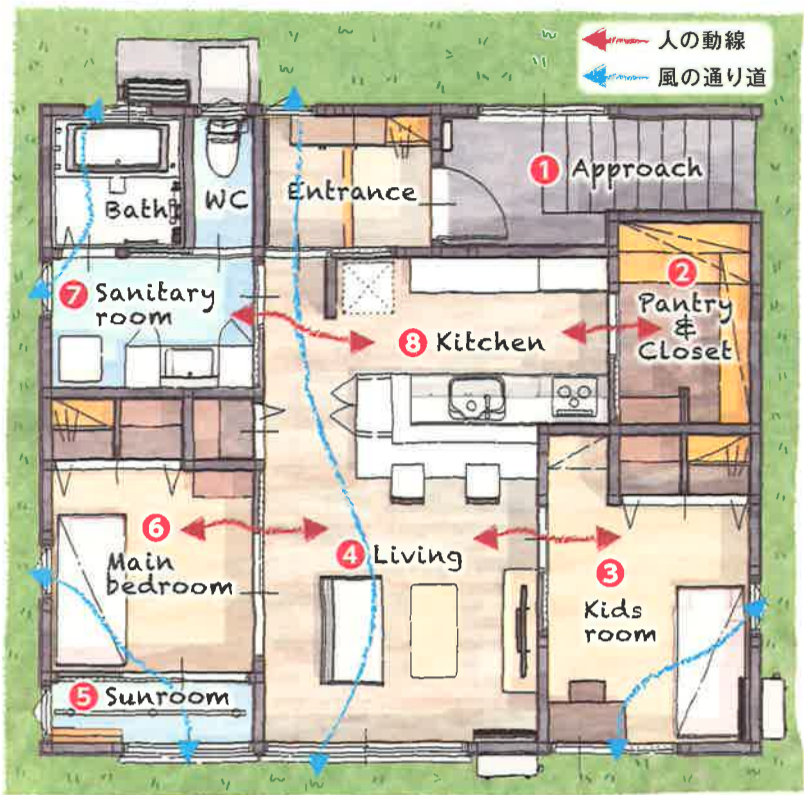 人の動線
風の通り道
1 Approach
Bath
WC
Entrance
2
Pantry
&
Closet
7 Sanitary
room
8 Kitchen
6
Main
bedroom
4 Living
3
Kids
room
5 Sunroom